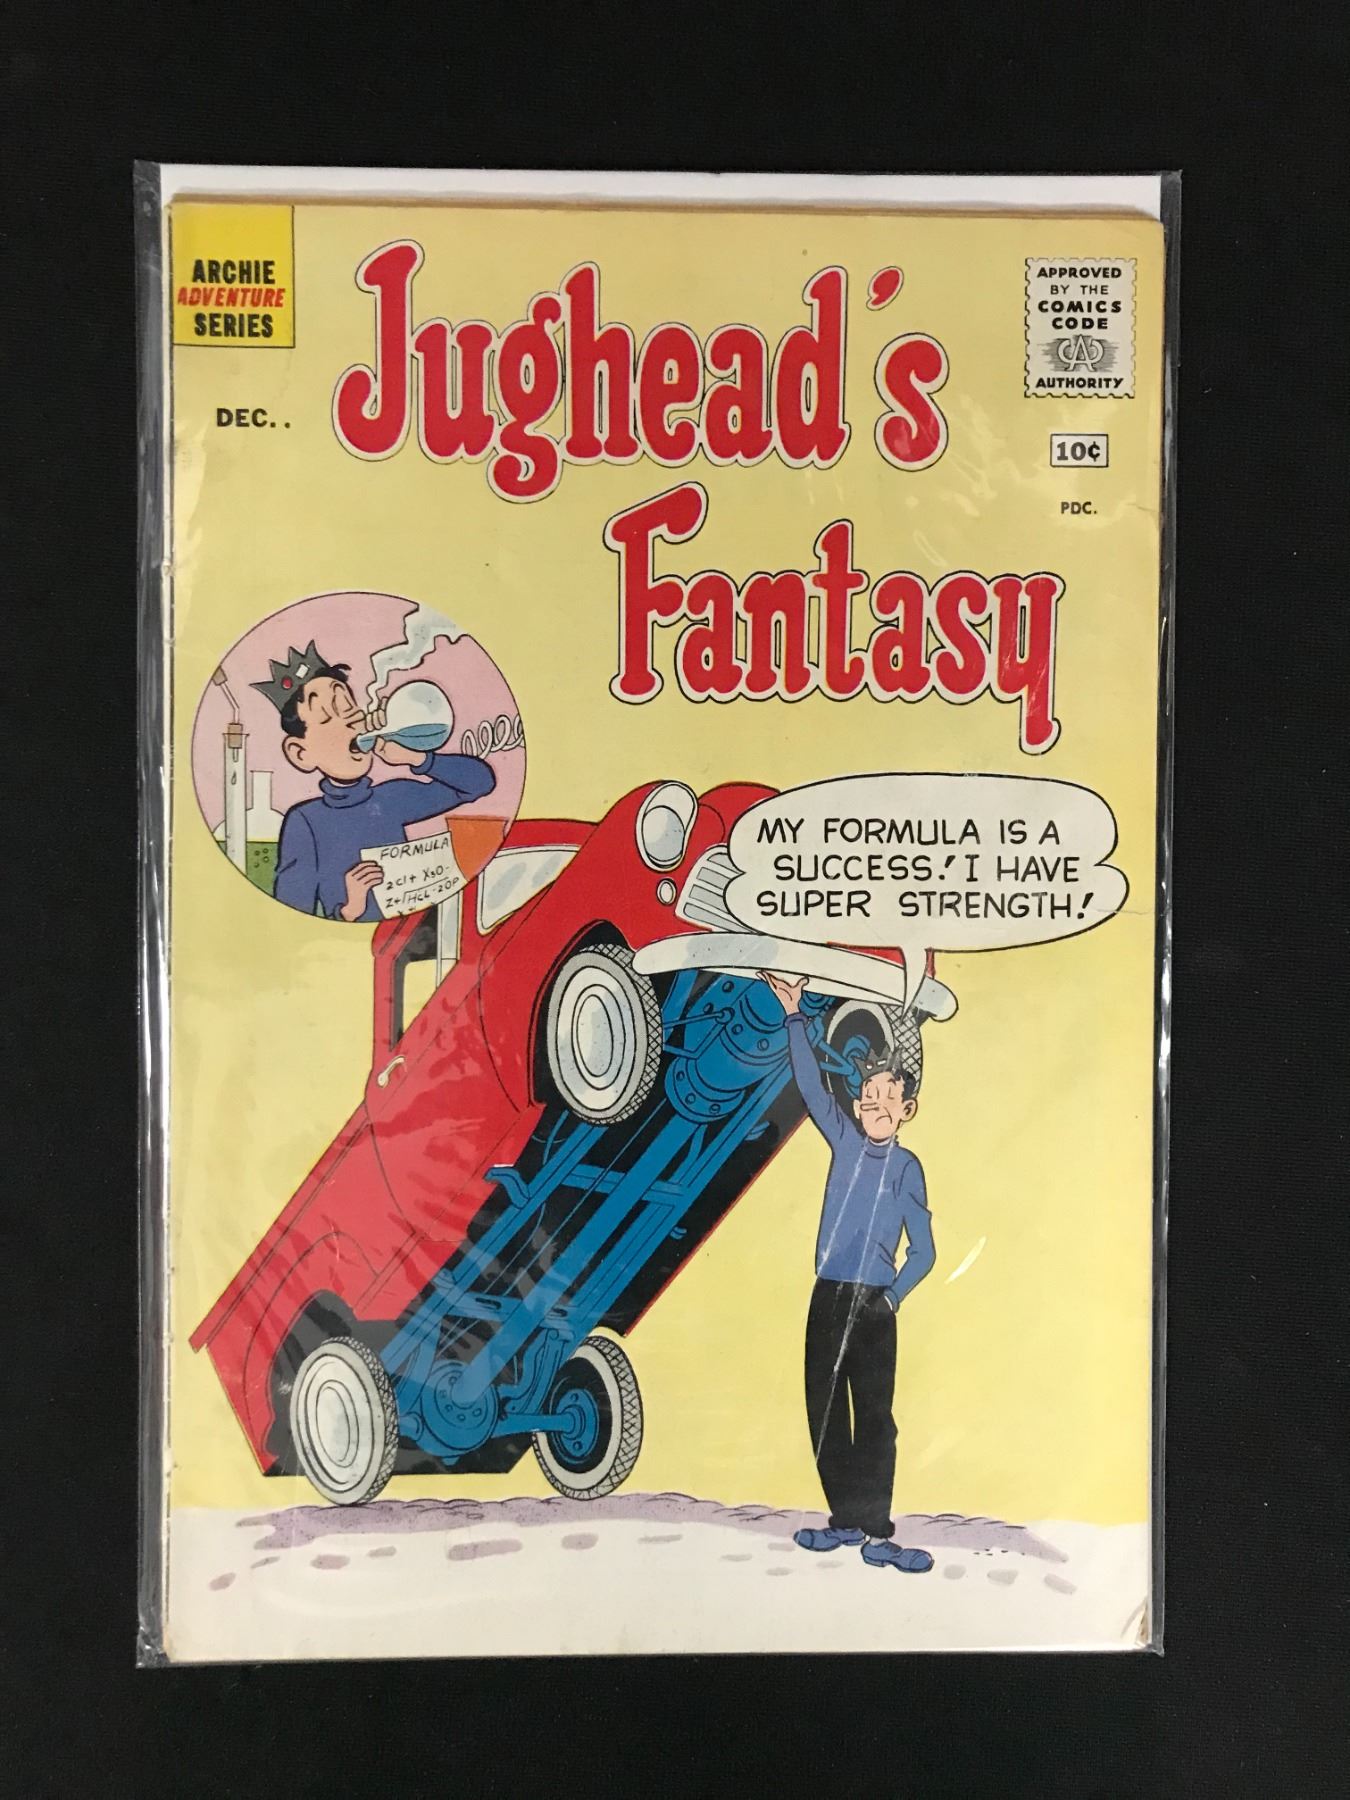 ARCHIE
ADVENTURE
SERIES
DEC..
Jughead's
Fantasy
APPROVED
BY THE
COMICS
CODE
CA
AUTHORITY
10¢
PDC.
FORMULA
MY FORMULA IS A
SUCCESS! I HAVE
SUPER STRENGTH!